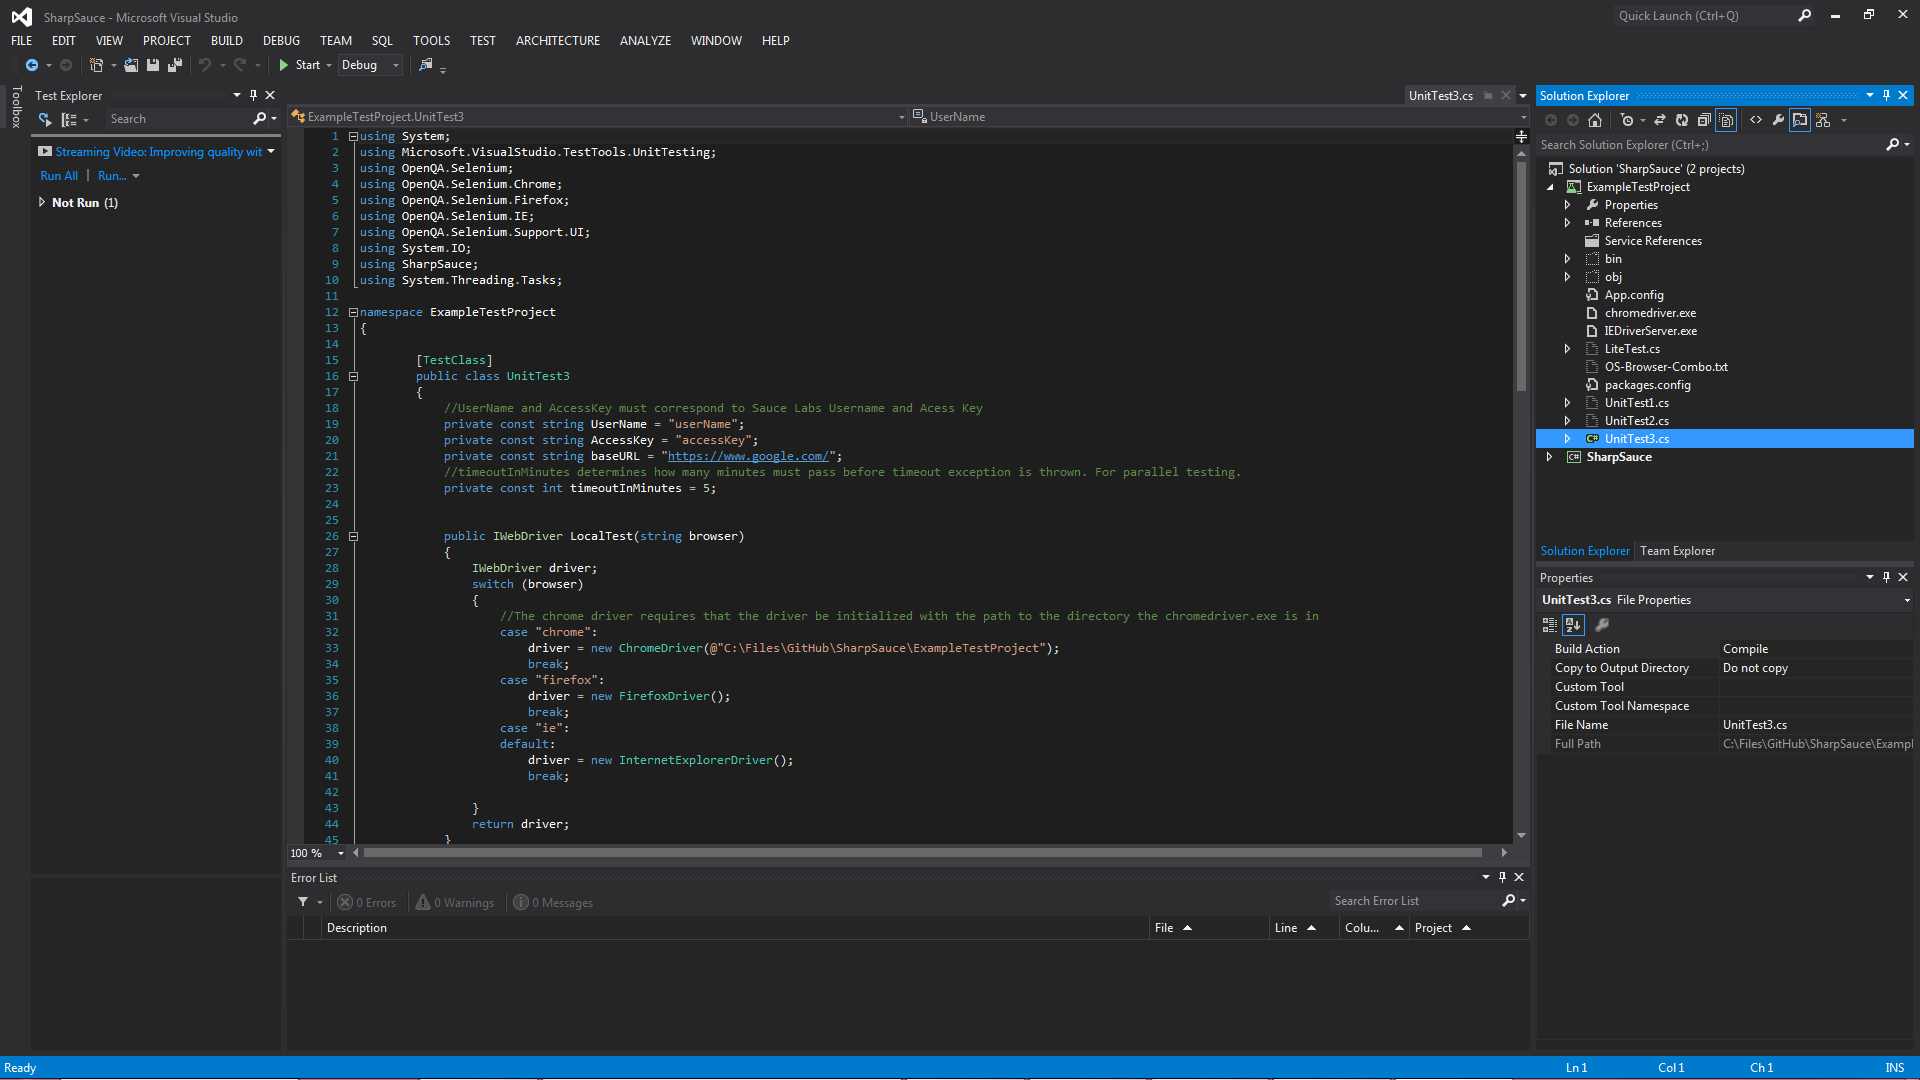 SharpSauce - Microsoft Visual Studio
Quick Launch (Ctrl+Q)
FILE EDIT VIEW PROJECT BUILD DEBUG TEAM SQL TOOLS TEST ARCHITECTURE ANALYZE WINDOW HELP
Start Debug
Toolbox
Test Explorer
Search
Streaming Video: Improving quality wit
Run All | Run...
Not Run (1)
UnitTest3.cs
ExampleTestProject.UnitTest3 UserName
1 using System;
2 using Microsoft.VisualStudio.TestTools.UnitTesting;
3 using OpenQA.Selenium;
4 using OpenQA.Selenium.Chrome;
5 using OpenQA.Selenium.Firefox;
6 using OpenQA.Selenium.IE;
7 using OpenQA.Selenium.Support.UI;
8 using System.IO;
9 using SharpSauce;
10 using System.Threading.Tasks;
11
12 namespace ExampleTestProject
13 {
14
15 [TestClass]
16 public class UnitTest3
17 {
18 //UserName and AccessKey must correspond to Sauce Labs Username and Acess Key
19 private const string UserName = "userName";
20 private const string AccessKey = "accessKey";
21 private const string baseURL = "https://www.google.com/";
22 //timeoutInMinutes determines how many minutes must pass before timeout exception is thrown. For parallel testing.
23 private const int timeoutInMinutes = 5;
24
25
26 public IWebDriver LocalTest(string browser)
27 {
28 IWebDriver driver;
29 switch (browser)
30 {
31 //The chrome driver requires that the driver be initialized with the path to the directory the chromedriver.exe is in
32 case "chrome":
33 driver = new ChromeDriver(@"C:\Files\GitHub\SharpSauce\ExampleTestProject");
34 break;
35 case "firefox":
36 driver = new FirefoxDriver();
37 break;
38 case "ie":
39 default:
40 driver = new InternetExplorerDriver();
41 break;
42
43 }
44 return driver;
45 }
100 %
Error List
0 Errors 0 Warnings 0 Messages
Search Error List
Description File Line Colu... Project
Solution Explorer
Search Solution Explorer (Ctrl+;)
Solution 'SharpSauce' (2 projects)
ExampleTestProject
Properties
References
Service References
bin
obj
App.config
chromedriver.exe
IEDriverServer.exe
LiteTest.cs
OS-Browser-Combo.txt
packages.config
UnitTest1.cs
UnitTest2.cs
UnitTest3.cs
SharpSauce
Solution Explorer Team Explorer
Properties
UnitTest3.cs File Properties
Build Action Compile
Copy to Output Directory Do not copy
Custom Tool
Custom Tool Namespace
File Name UnitTest3.cs
Full Path C:\Files\GitHub\SharpSauce\Exampl
Ready Ln 1 Col 1 Ch 1 INS